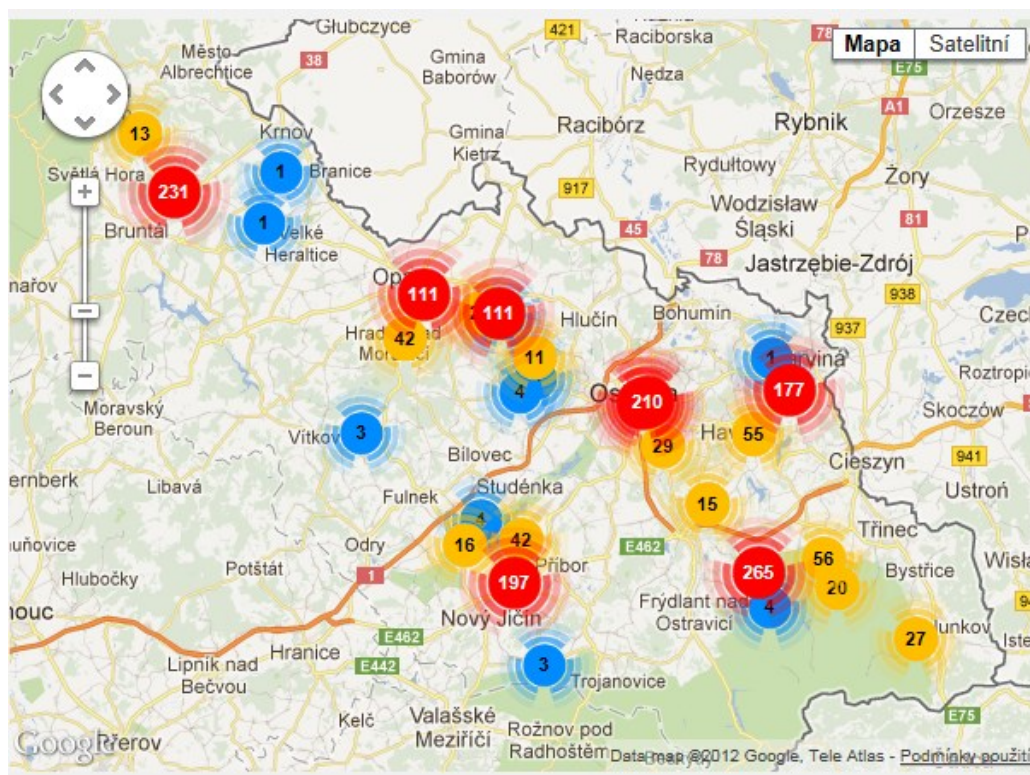 Głubczyce
421
Raciborska
78
Mapa
Satelitní
Město
Albrechtice
38
Gmina
Baborów
Nędza
E75
A1
Orzesze
13
Krnov
Gmina
Kietrz
Racibórz
Rybnik
Světlá Hora
1
Branice
Rydułtowy
Żory
231
917
Wodzisław
Śląski
81
Bruntál
1
Velké
Heraltice
45
78
Jastrzębie-Zdrój
111
111
Hlučín
Bohumín
938
937
42
11
1
4
210
177
Skoczów
Moravský
Beroun
Vítkov
3
29
55
Bílovec
Cieszyn
941
Libavá
Fulnek
Studénka
15
Ustroń
Třinec
16
42
E462
Odry
Potštát
1
Příbor
265
56
Bystřice
Hlubočky
197
20
Frýdlant nad
Ostravicí
4
Nový Jičín
27
E462
Hranice
E442
Lipník nad
Bečvou
3
Trojanovice
Kelč
Valašské
Meziříčí
Rožnov pod
Radhoštěm
E75
Google
Přerov
Data map ©2012 Google, Tele Atlas - Podmínky použití